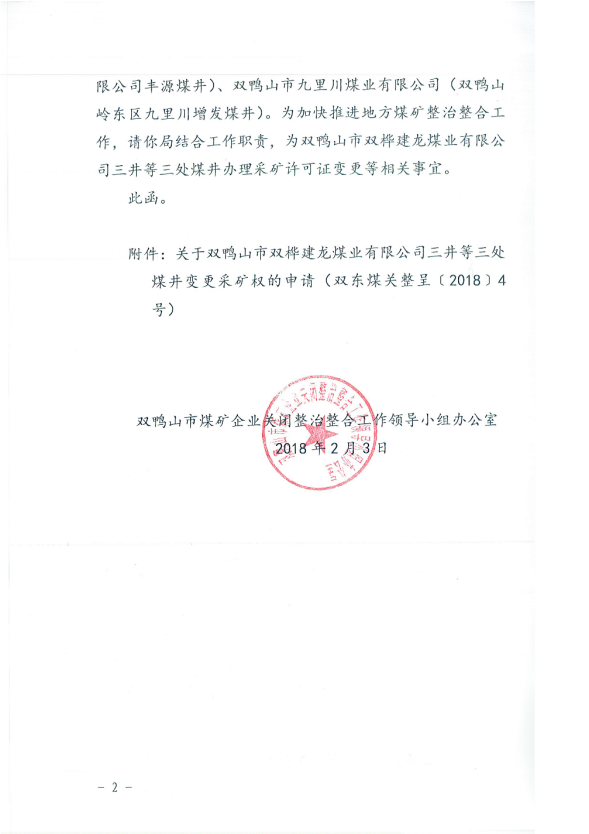 限公司丰源煤井）、双鸭山市九里川煤业有限公司（双鸭山
岭东区九里川增发煤井）。为加快推进地方煤矿整治整合工
作，请你局结合工作职责，为双鸭山市双桦建龙煤业有限公
司三井等三处煤井办理采矿许可证变更等相关事宜。
此函。
附件：关于双鸭山市双桦建龙煤业有限公司三井等三处
煤井变更采矿权的申请（双东煤关整呈〔2018〕4
号）
双鸭山市煤矿企业关闭整治整合工作领导小组办公室
2018年2月3日
- 2 -